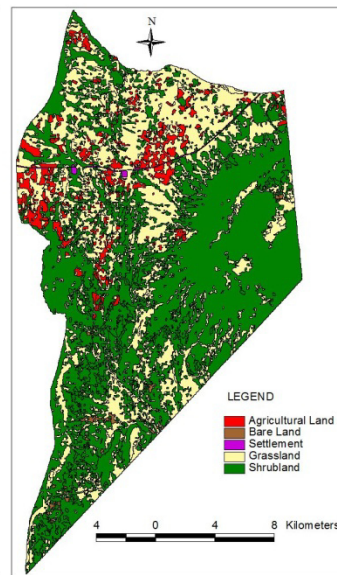 N
LEGEND
Agricultural Land
Bare Land
Settlement
Grassland
Shrubland
4 0 4 8 Kilometers